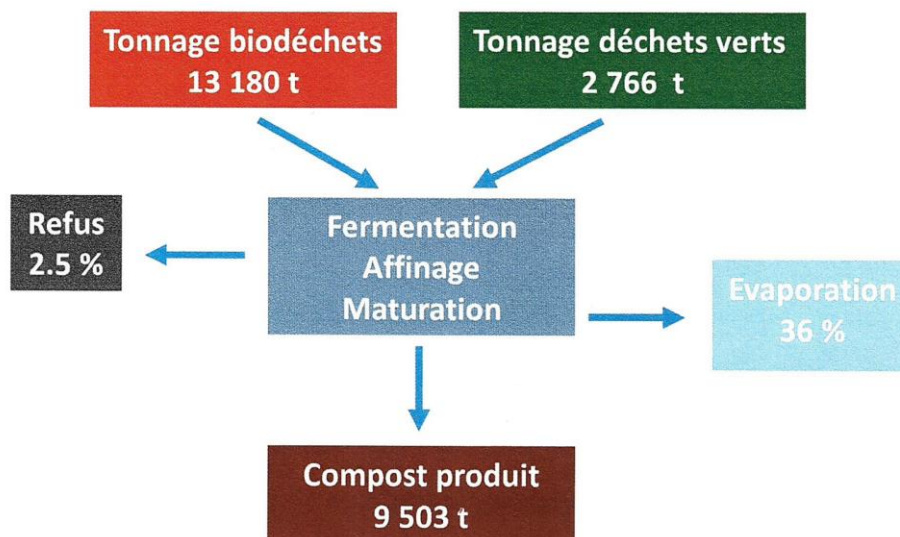 Tonnage biodéchets
13 180 t
Tonnage déchets verts
2 766 t
Refus
2.5 %
Fermentation
Affinage
Maturation
Evaporation
36 %
Compost produit
9 503 t